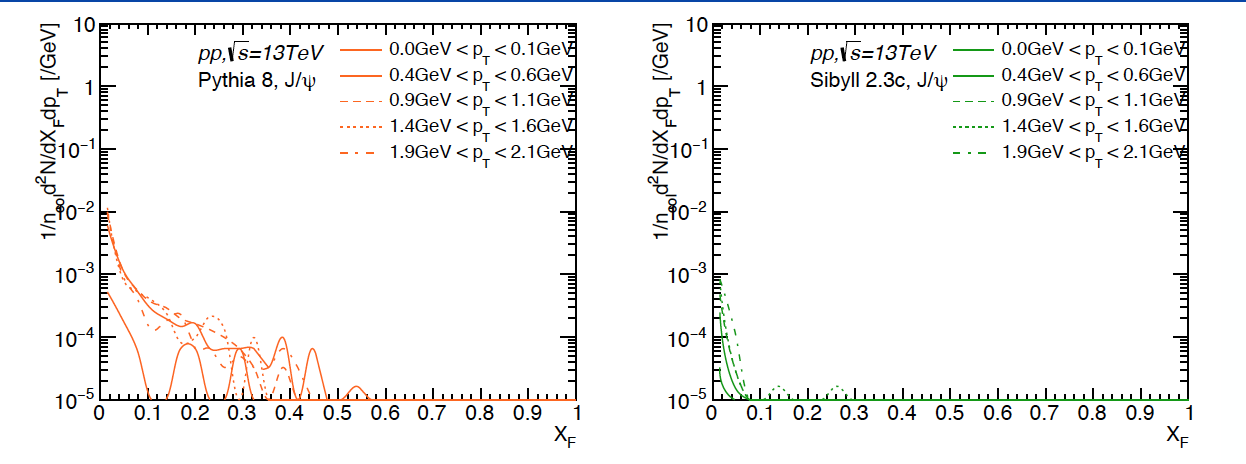 1/n_col d²N/dX_F dp_T [/GeV]
10
1
10⁻¹
10⁻²
10⁻³
10⁻⁴
10⁻⁵
pp,√s=13TeV
Pythia 8, J/ψ
0.0GeV < p_T < 0.1GeV
0.4GeV < p_T < 0.6GeV
0.9GeV < p_T < 1.1GeV
1.4GeV < p_T < 1.6GeV
1.9GeV < p_T < 2.1GeV
0 0.1 0.2 0.3 0.4 0.5 0.6 0.7 0.8 0.9 1
X_F
1/n_col d²N/dX_F dp_T [/GeV]
10
1
10⁻¹
10⁻²
10⁻³
10⁻⁴
10⁻⁵
pp,√s=13TeV
Sibyll 2.3c, J/ψ
0.0GeV < p_T < 0.1GeV
0.4GeV < p_T < 0.6GeV
0.9GeV < p_T < 1.1GeV
1.4GeV < p_T < 1.6GeV
1.9GeV < p_T < 2.1GeV
0 0.1 0.2 0.3 0.4 0.5 0.6 0.7 0.8 0.9 1
X_F